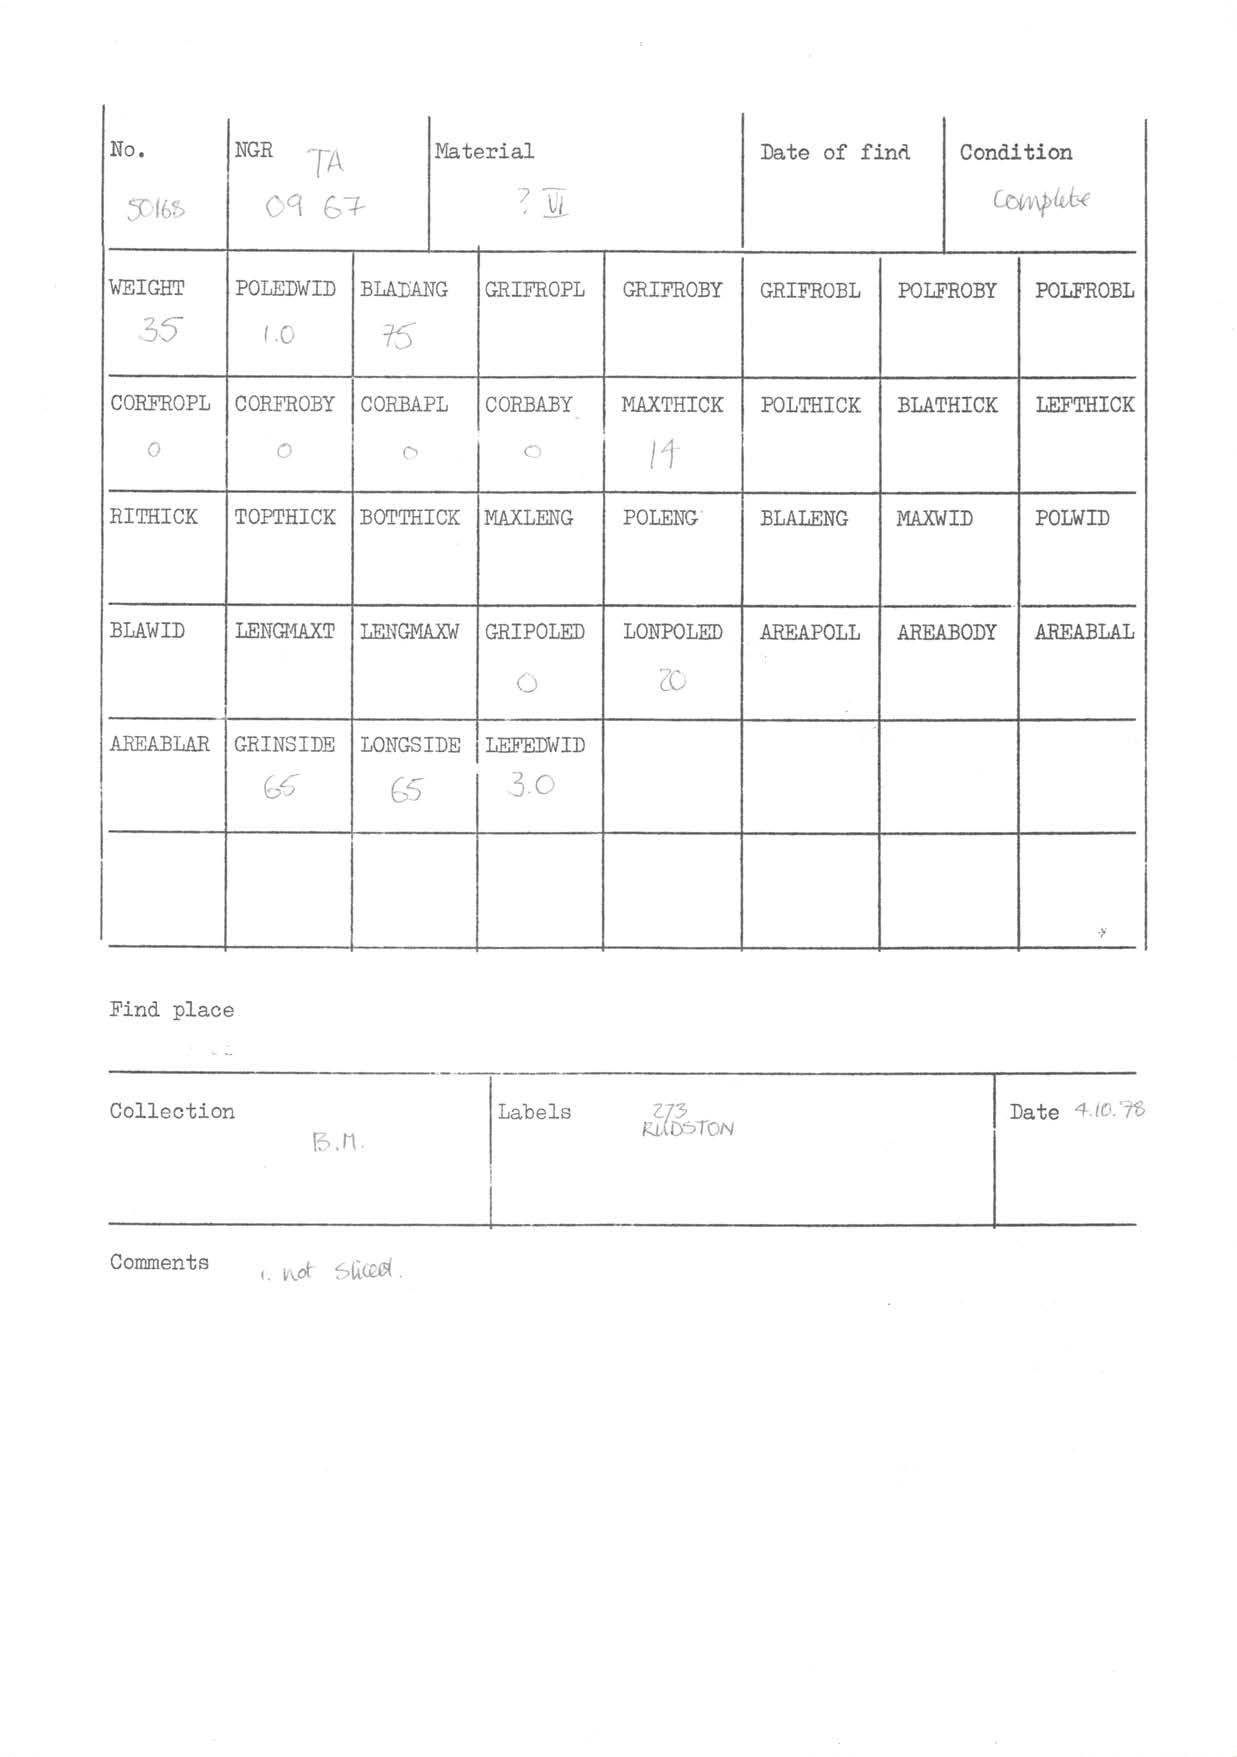 No. NGR TA Material Date of find Condition
50168 09 67 ? VI Complete
WEIGHT POLEDWID BLADANG GRIFROPL GRIFROBY GRIFROBL POLFROBY POLFROBL
35 1.0 75
CORFROPL CORFROBY CORBAPL CORBABY MAXTHICK POLTHICK BLATHICK LEFTHICK
0 0 0 0 14
RITHICK TOPTHICK BOTTHICK MAXLENG POLENG BLALENG MAXWID POLWID
BLAWID LENGMAXT LENGMAXW GRIPOLED LONPOLED AREAPOLL AREABODY AREABLAL
0 20
AREABLAR GRINSIDE LONGSIDE LEFEDWID
65 65 3.0
Find place
Collection Labels 273 Date 4.10.78
B.M. RUDSTON
Comments 1. not sliced.